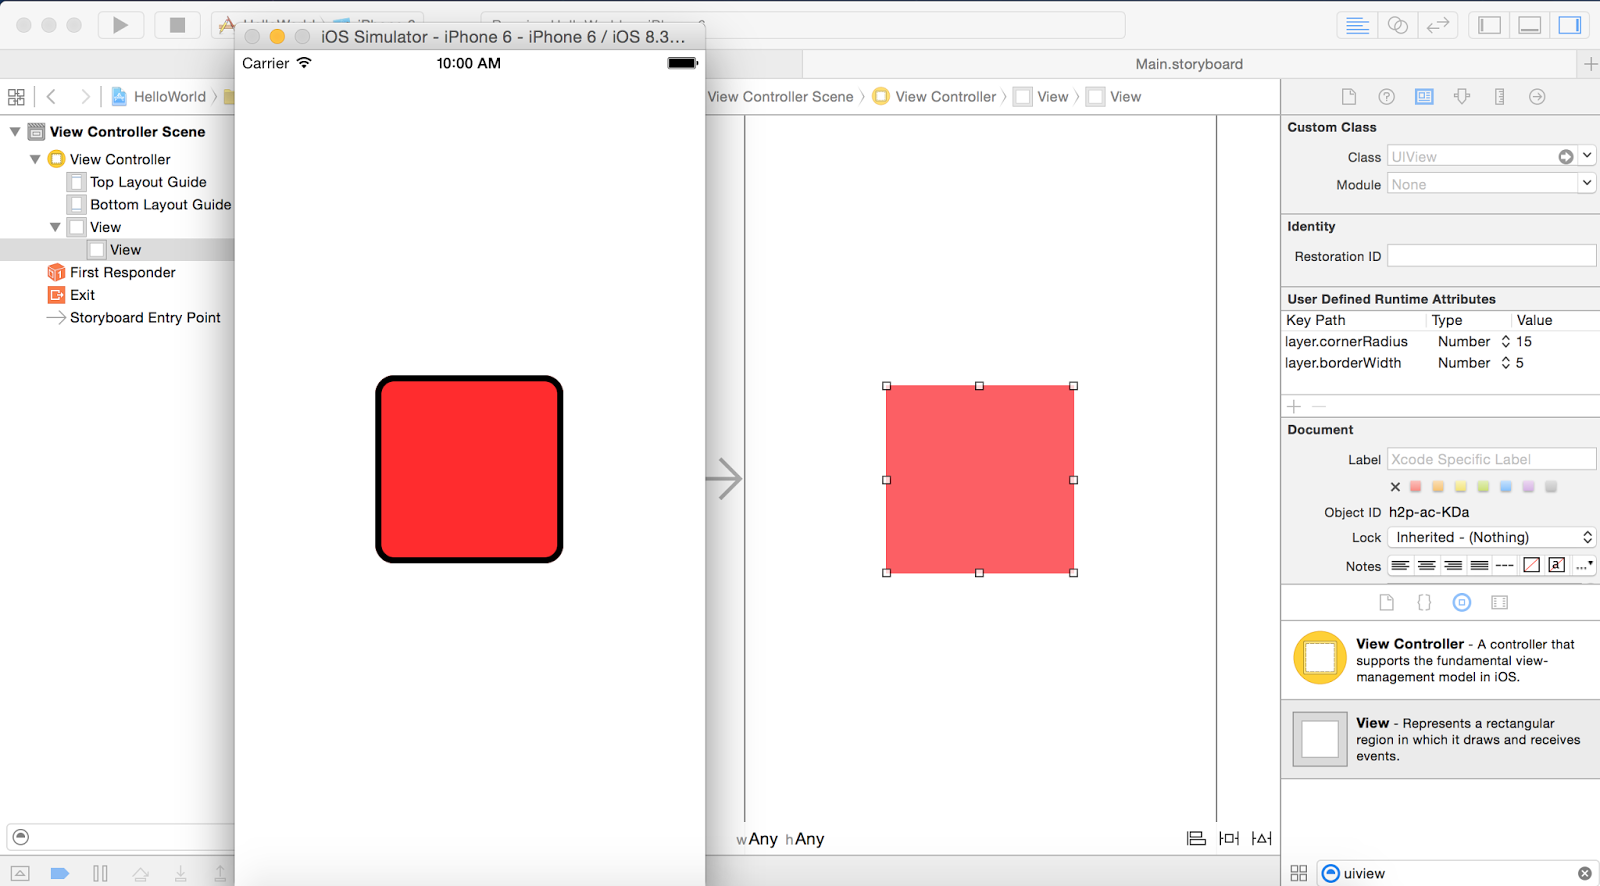 iOS Simulator - iPhone 6 - iPhone 6 / iOS 8.3...
Carrier 10:00 AM
Main.storyboard
HelloWorld
View Controller Scene View Controller View View
View Controller Scene
View Controller
Top Layout Guide
Bottom Layout Guide
View
View
First Responder
Exit
Storyboard Entry Point
wAny hAny
Custom Class
Class UIView
Module None
Identity
Restoration ID
User Defined Runtime Attributes
Key Path Type Value
layer.cornerRadius Number 15
layer.borderWidth Number 5
Document
Label Xcode Specific Label
Object ID h2p-ac-KDa
Lock Inherited - (Nothing)
Notes
View Controller - A controller that
supports the fundamental view-
management model in iOS.
View - Represents a rectangular
region in which it draws and receives
events.
uiview